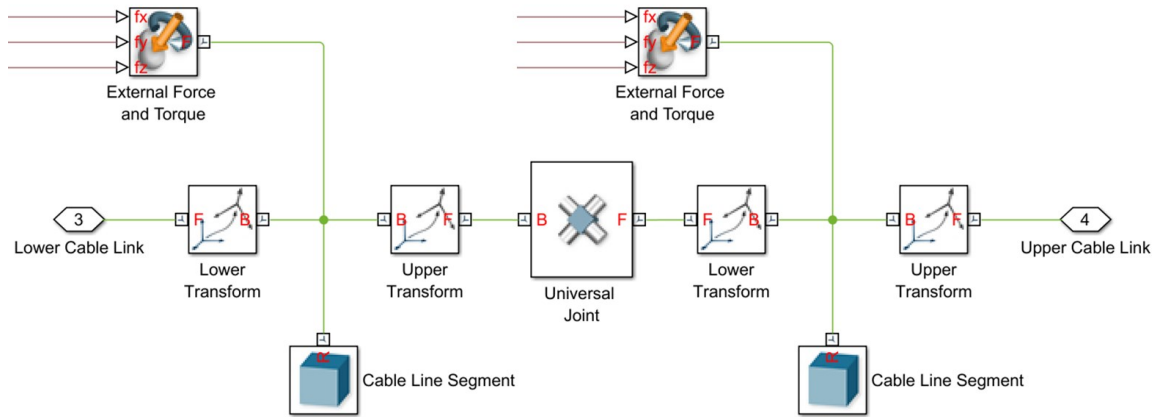 fx
fy
fz
F
External Force
and Torque
fx
fy
fz
F
External Force
and Torque
3
Lower Cable Link
F
B
Lower
Transform
B
F
Upper
Transform
B
F
Universal
Joint
F
B
Lower
Transform
B
F
Upper
Transform
4
Upper Cable Link
R
Cable Line Segment
R
Cable Line Segment